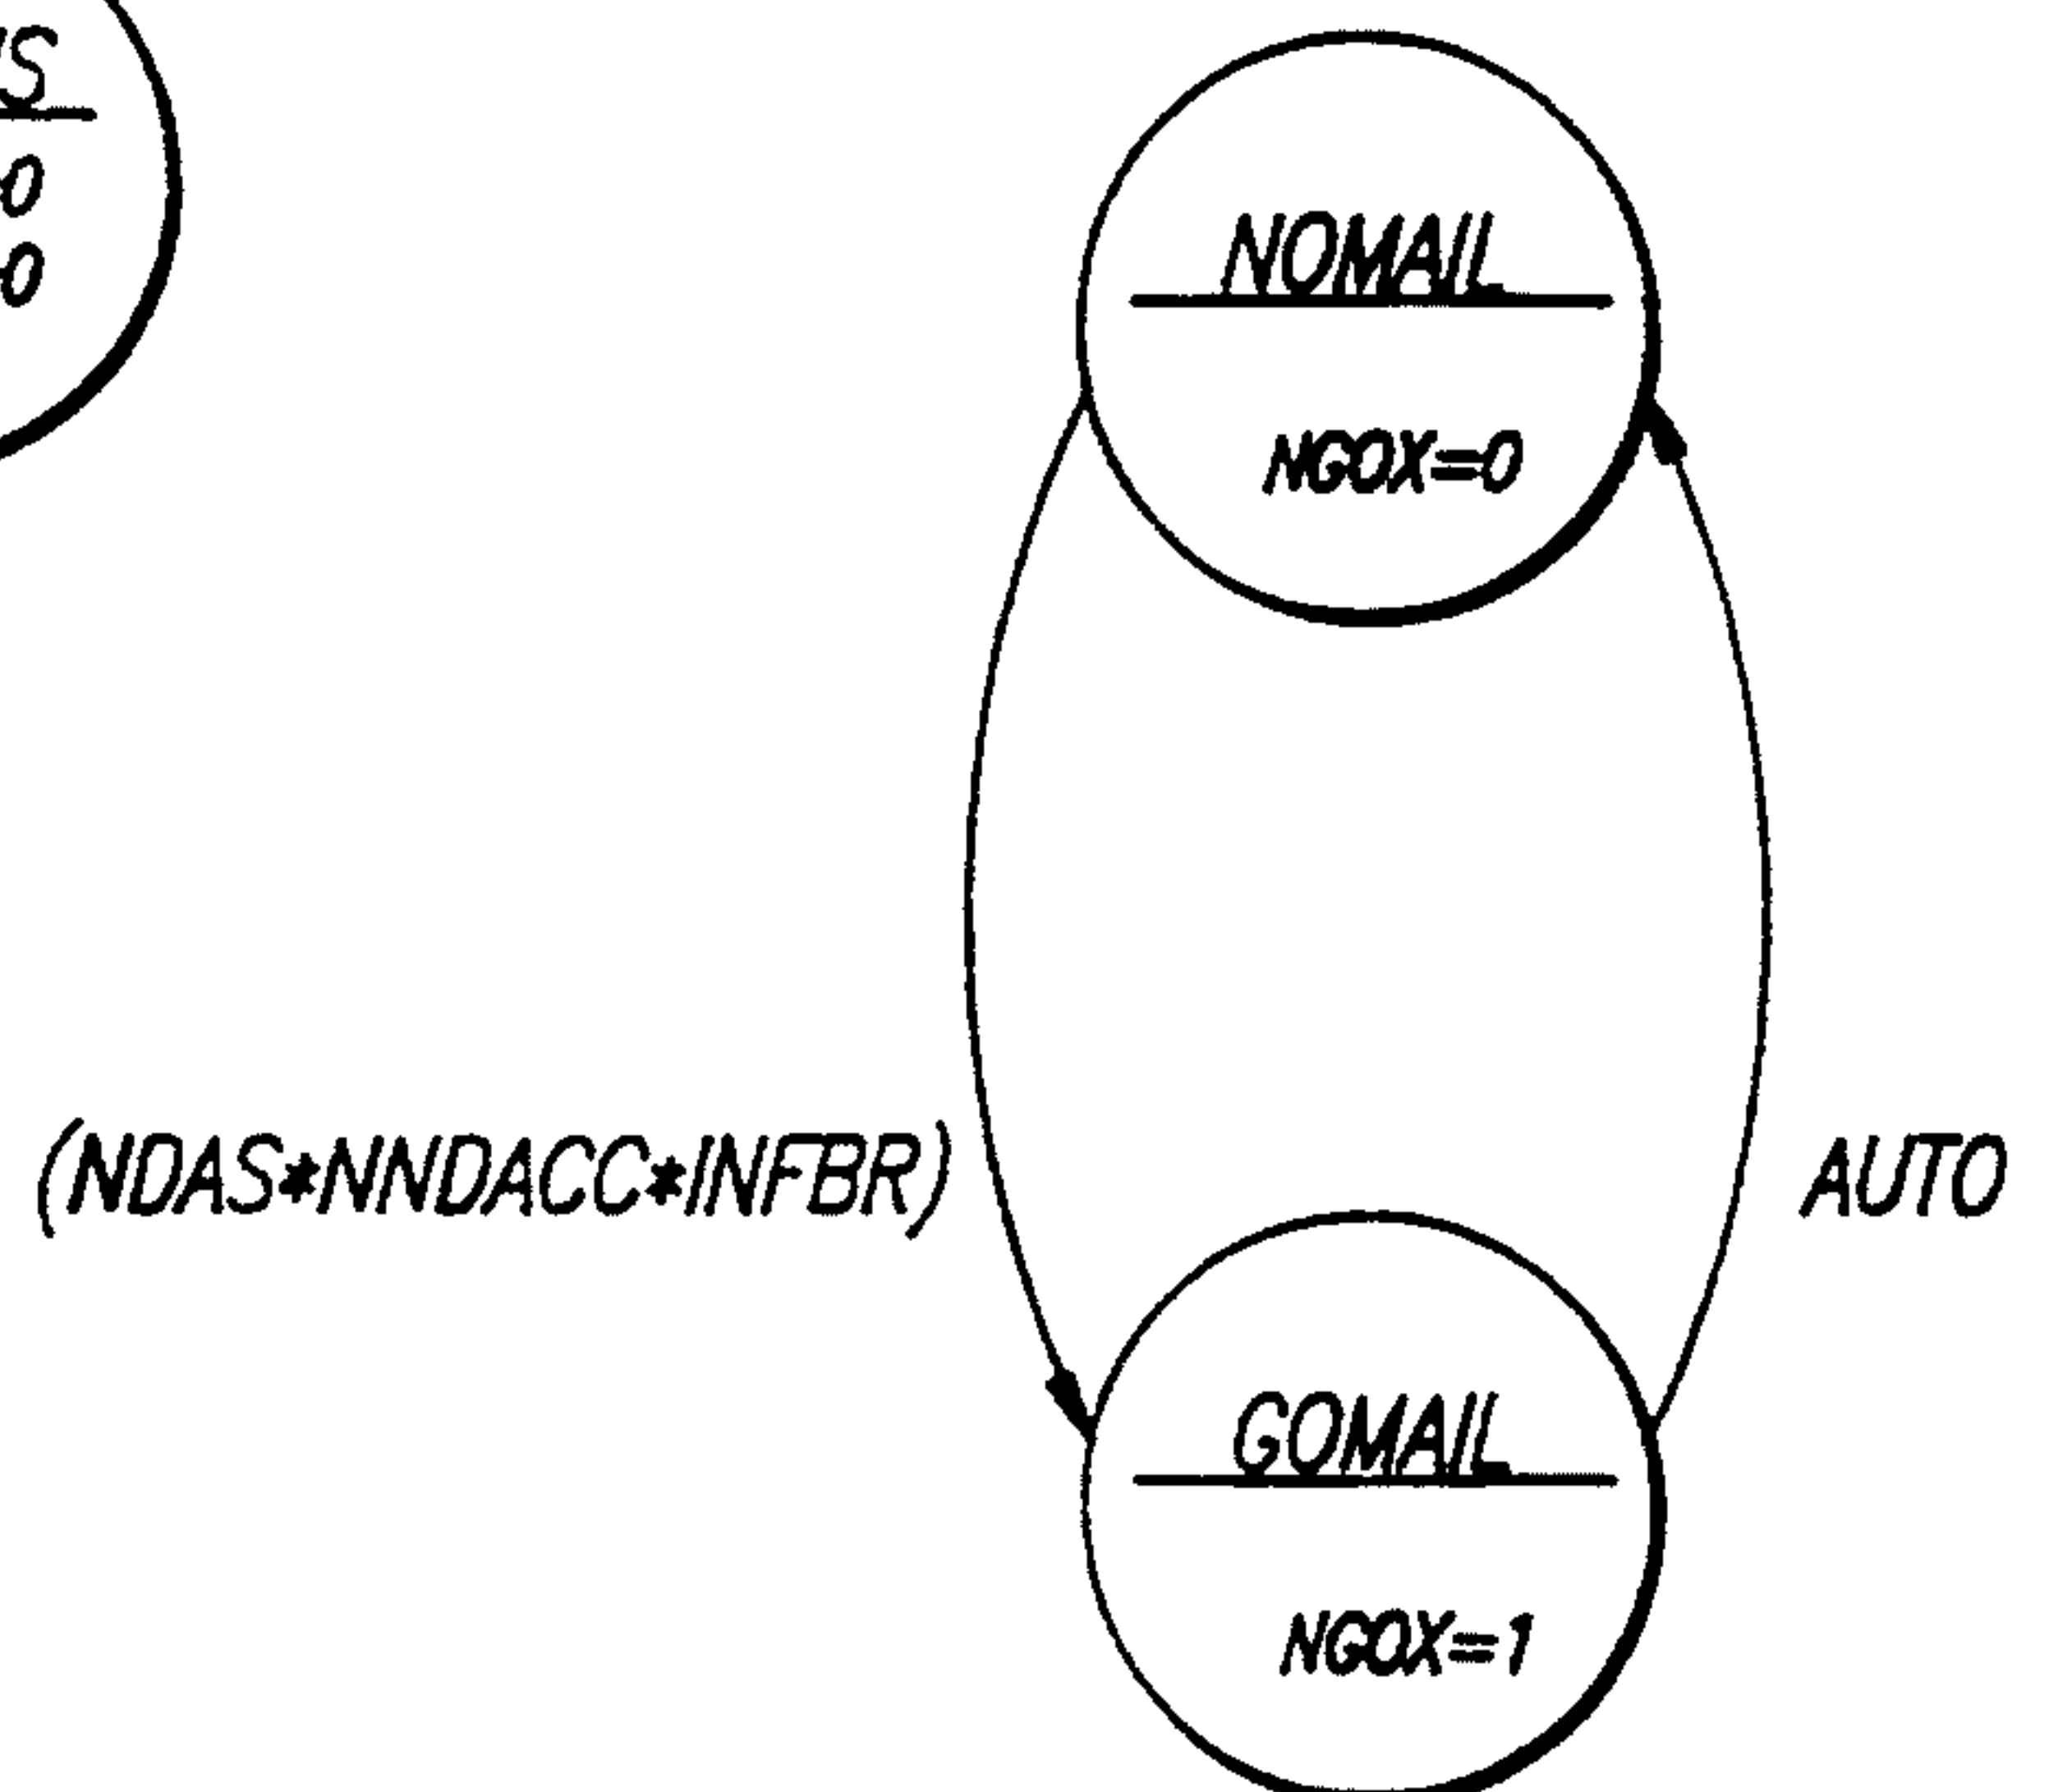 NOMAIL
NGOX=0
(NDAS*NNDACC*INFBR)
AUTO
GOMAIL
NGOX=1